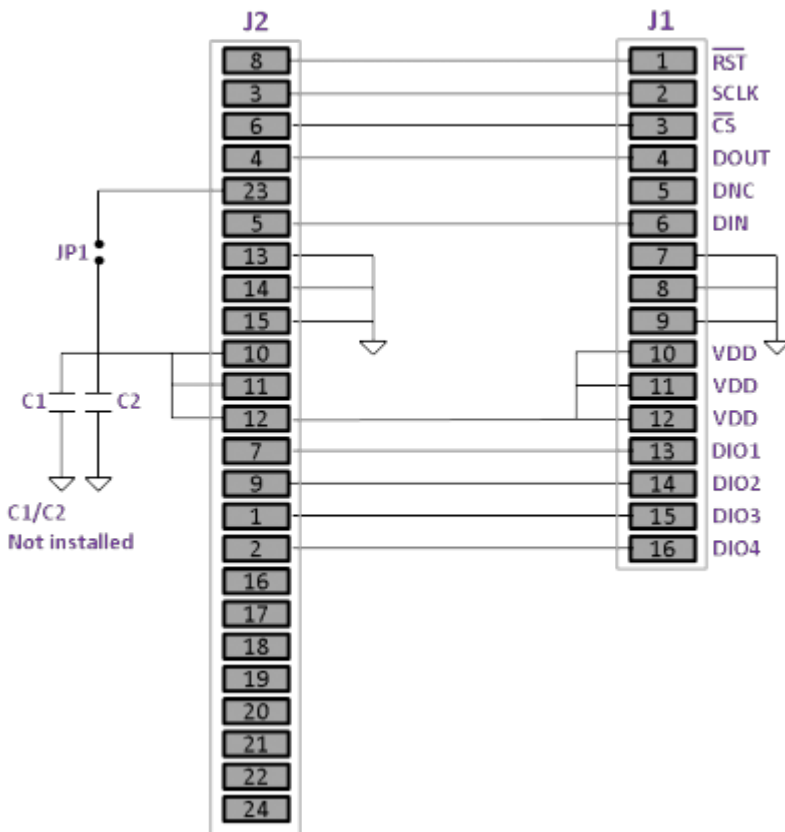 J2 J1
8 1 R̅S̅T̅
3 2 SCLK
6 3 C̅S̅
4 4 DOUT
23 5 DNC
5 6 DIN
JP1 13 7
14 8
15 9
10 10 VDD
C1 C2 11 11 VDD
12 12 VDD
7 13 DIO1
9 14 DIO2
C1/C2 1 15 DIO3
Not installed 2 16 DIO4
16
17
18
19
20
21
22
24